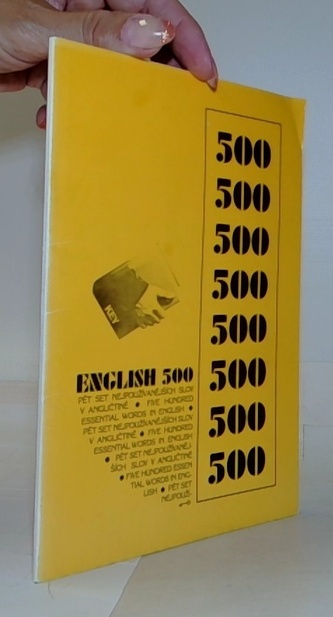 500
500
500
500
500
500
500
500
KEY
ENGLISH 500
PĚT SET NEJPOUŽÍVANĚJŠÍCH SLOV
V ANGLIČTINĚ • FIVE HUNDRED
ESSENTIAL WORDS IN ENGLISH •
PĚT SET NEJPOUŽÍVANĚJŠÍCH SLOV
V ANGLIČTINĚ • FIVE HUNDRED
ESSENTIAL WORDS IN ENGLISH
• PĚT SET NEJPOUŽÍVANĚJ-
ŠÍCH SLOV V ANGLIČTINĚ
• FIVE HUNDRED ESSEN
TIAL WORDS IN ENG-
LISH • PĚT SET
NEJPOUŽ-